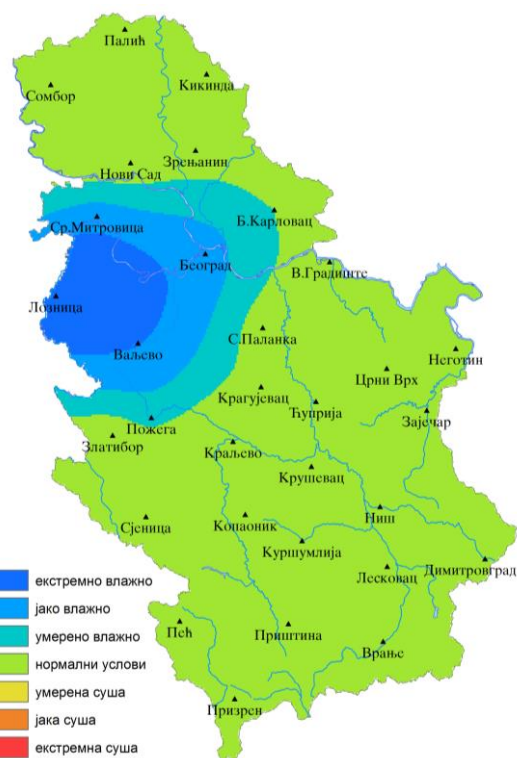 Палић
Сомбор
Кикинда
Зрењанин
Нови Сад
Ср.Митровица
Б.Карловац
Београд
В.Градиште
Лозница
Ваљево
С.Паланка
Неготин
Црни Врх
Крагујевац
Ћуприја
Зајечар
Пожега
Златибор
Краљево
Крушевац
Сјеница
Копаоник
Ниш
Куршумлија
Лесковац
Димитровград
Пећ
Приштина
Врање
Призрен
екстремно влажно
јако влажно
умерено влажно
нормални услови
умерена суша
јака суша
екстремна суша